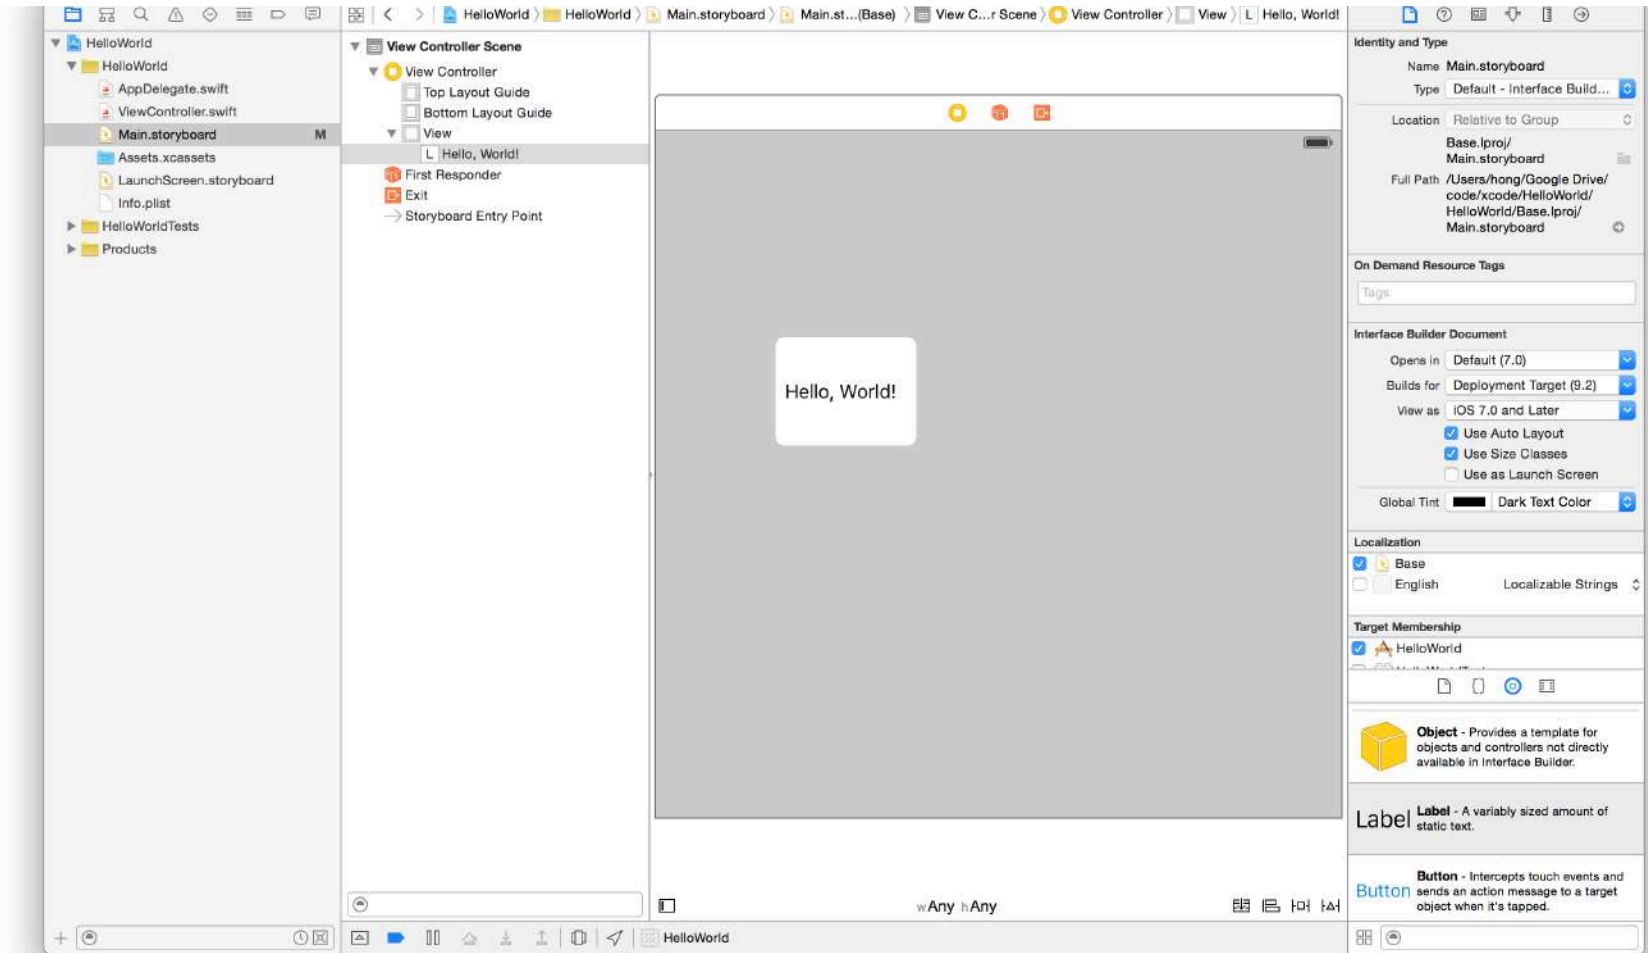 HelloWorld
HelloWorld
Main.storyboard
Main.st...(Base)
View C...r Scene
View Controller
View
L Hello, World!
HelloWorld
HelloWorld
AppDelegate.swift
ViewController.swift
Main.storyboard M
Assets.xcassets
LaunchScreen.storyboard
Info.plist
HelloWorldTests
Products
View Controller Scene
View Controller
Top Layout Guide
Bottom Layout Guide
View
L Hello, World!
First Responder
Exit
Storyboard Entry Point
Hello, World!
wAny hAny
HelloWorld
Identity and Type
Name Main.storyboard
Type Default - Interface Build...
Location Relative to Group
Base.lproj/
Main.storyboard
Full Path /Users/hong/Google Drive/
code/xcode/HelloWorld/
HelloWorld/Base.lproj/
Main.storyboard
On Demand Resource Tags
Tags
Interface Builder Document
Opens in Default (7.0)
Builds for Deployment Target (9.2)
View as iOS 7.0 and Later
Use Auto Layout
Use Size Classes
Use as Launch Screen
Global Tint Dark Text Color
Localization
Base
English Localizable Strings
Target Membership
HelloWorld
Object - Provides a template for
objects and controllers not directly
available in Interface Builder.
Label
Label - A variably sized amount of
static text.
Button
Button - Intercepts touch events and
sends an action message to a target
object when it's tapped.